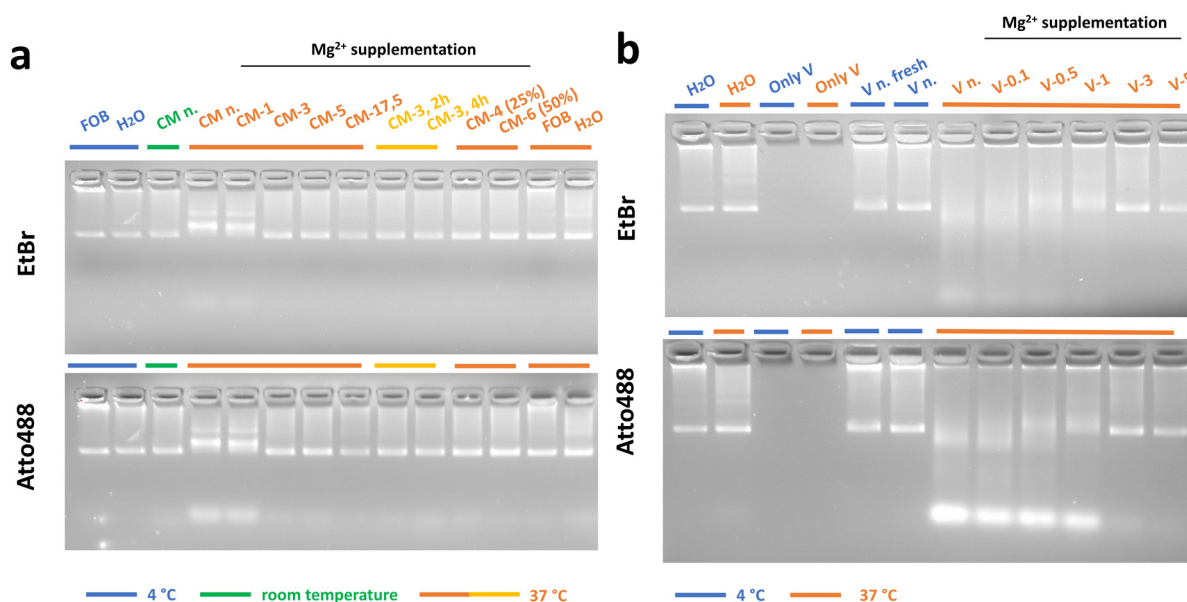 a
Mg²⁺ supplementation
FOB
H₂O
CM n.
CM n.
CM-1
CM-3
CM-5
CM-17,5
CM-3, 2h
CM-3, 4h
CM-4 (25%)
CM-6 (50%)
FOB
H₂O
EtBr
Atto488
4 °C
room temperature
37 °C
b
Mg²⁺ supplementation
H₂O
H₂O
Only V
Only V
V n. fresh
V n.
V n.
V-0.1
V-0.5
V-1
V-3
EtBr
Atto488
4 °C
37 °C